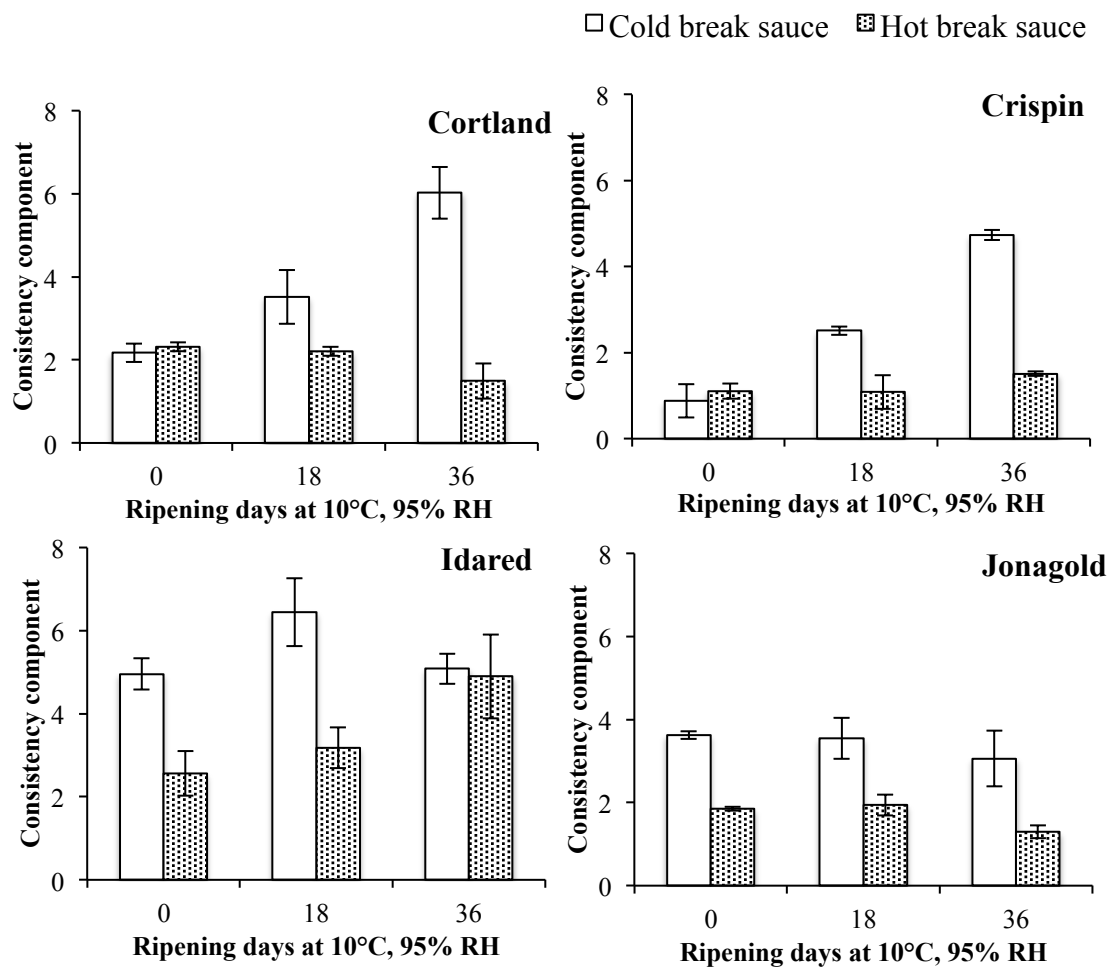 Cold break sauce Hot break sauce
Cortland
Consistency component
8
6
4
2
0
0 18 36
Ripening days at 10°C, 95% RH
Crispin
Consistency component
8
6
4
2
0
0 18 36
Ripening days at 10°C, 95% RH
Idared
Consistency component
8
6
4
2
0
0 18 36
Ripening days at 10°C, 95% RH
Jonagold
Consistency component
8
6
4
2
0
0 18 36
Ripening days at 10°C, 95% RH